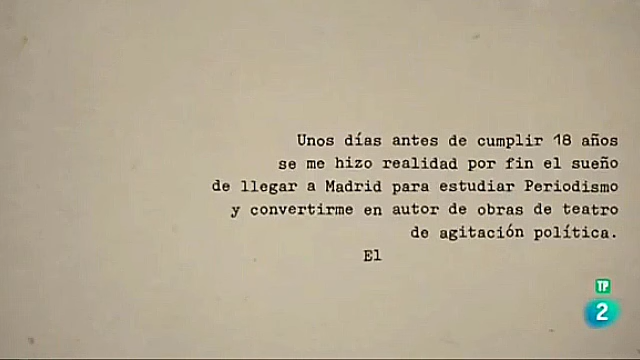 Unos días antes de cumplir 18 años
se me hizo realidad por fin el sueño
de llegar a Madrid para estudiar Periodismo
y convertirme en autor de obras de teatro
de agitación política.
El
TP
2